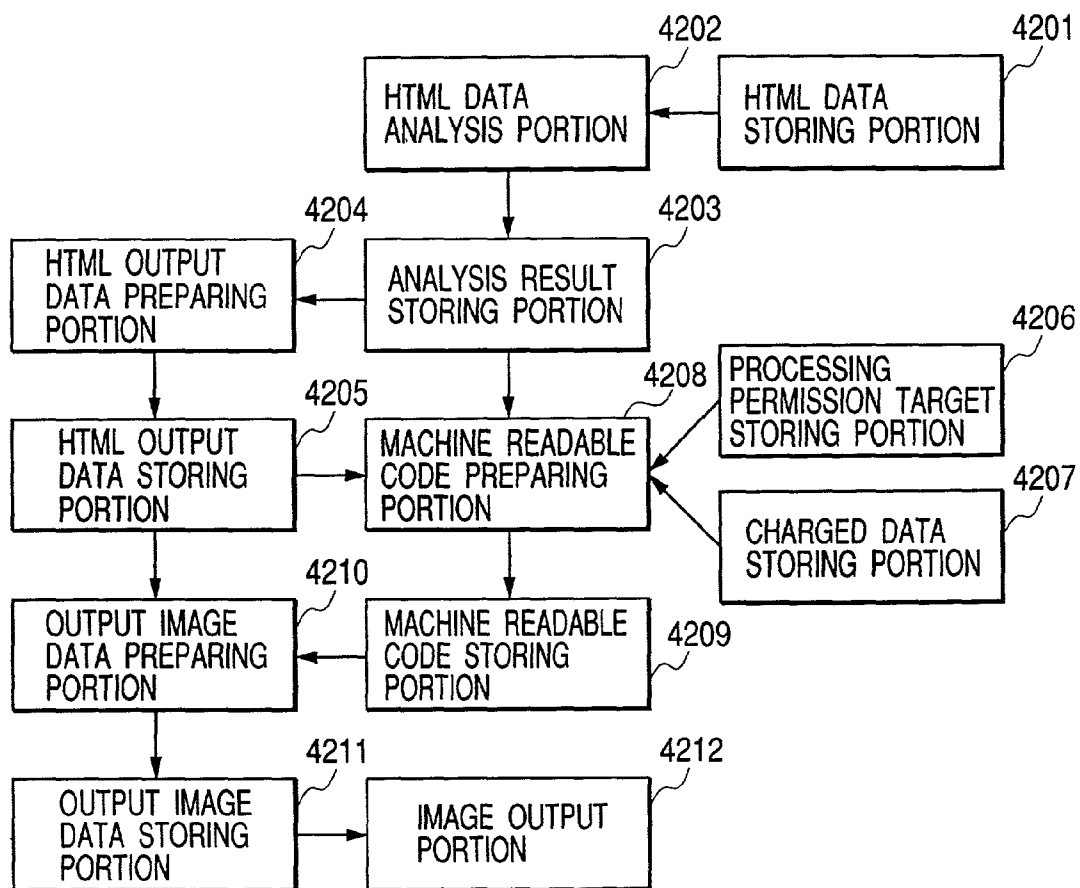 4202
4201
HTML DATA
ANALYSIS PORTION
HTML DATA
STORING PORTION
4204
4203
HTML OUTPUT
DATA PREPARING
PORTION
ANALYSIS RESULT
STORING PORTION
4206
PROCESSING
PERMISSION TARGET
STORING PORTION
4205
4208
HTML OUTPUT
DATA STORING
PORTION
MACHINE READABLE
CODE PREPARING
PORTION
4207
CHARGED DATA
STORING PORTION
4210
OUTPUT IMAGE
DATA PREPARING
PORTION
MACHINE READABLE
CODE STORING
PORTION
4209
4211
4212
OUTPUT IMAGE
DATA STORING
PORTION
IMAGE OUTPUT
PORTION